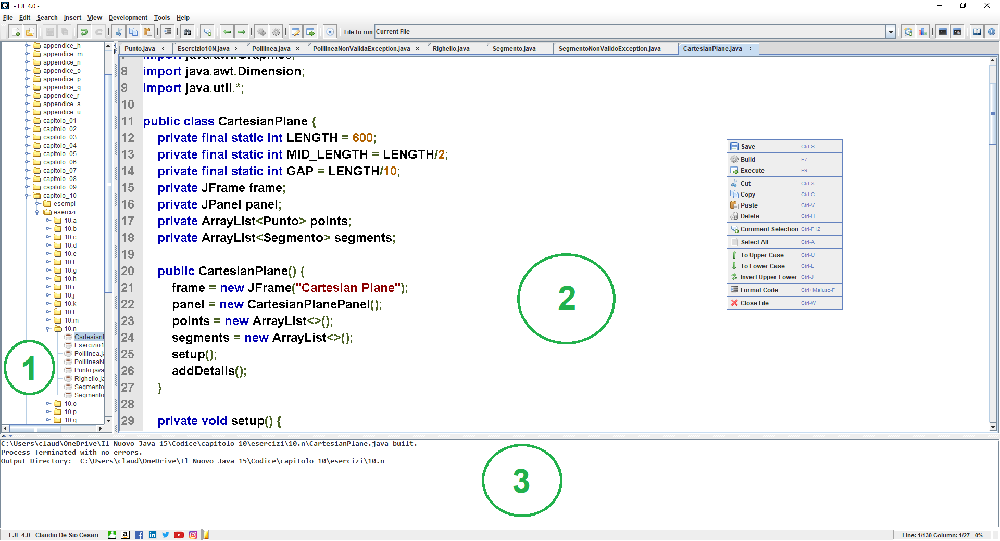 - EJE 4.0 -
File Edit Search Insert View Development Tools Help
File to run Current File
appendice_h
appendice_m
appendice_n
appendice_o
appendice_p
appendice_q
appendice_r
appendice_s
appendice_u
capitolo_01
capitolo_02
capitolo_03
capitolo_04
capitolo_05
capitolo_06
capitolo_07
capitolo_08
capitolo_09
capitolo_10
esempi
esercizi
10.a
10.b
10.c
10.d
10.e
10.f
10.g
10.h
10.i
10.j
10.k
10.l
10.m
10.n
Cartesian
Esercizio1
Polilinea.j
PolilineaN
Punto.java
Righello.ja
Segmento
Segmento
10.o
10.p
10.q
1
Punto.java Esercizio10N.java Polilinea.java PolilineaNonValidaException.java Righello.java Segmento.java SegmentoNonValidoException.java CartesianPlane.java
7 import java.awt.Graphics;
8 import java.awt.Dimension;
9 import java.util.*;
10
11 public class CartesianPlane {
12 private final static int LENGTH = 600;
13 private final static int MID_LENGTH = LENGTH/2;
14 private final static int GAP = LENGTH/10;
15 private JFrame frame;
16 private JPanel panel;
17 private ArrayList<Punto> points;
18 private ArrayList<Segmento> segments;
19
20 public CartesianPlane() {
21 frame = new JFrame("Cartesian Plane");
22 panel = new CartesianPlanePanel();
23 points = new ArrayList<>();
24 segments = new ArrayList<>();
25 setup();
26 addDetails();
27 }
28
29 private void setup() {
2
Save Ctrl-S
Build F7
Execute F9
Cut Ctrl-X
Copy Ctrl-C
Paste Ctrl-V
Delete Ctrl-H
Comment Selection Ctrl-F12
Select All Ctrl-A
To Upper Case Ctrl-U
To Lower Case Ctrl-L
Invert Upper-Lower Ctrl-J
Format Code Ctrl+Maiusc-F
Close File Ctrl-W
C:\Users\claud\OneDrive\Il Nuovo Java 15\Codice\capitolo_10\esercizi\10.n\CartesianPlane.java built.
Process Terminated with no errors.
Output Directory:  C:\Users\claud\OneDrive\Il Nuovo Java 15\Codice\capitolo_10\esercizi\10.n
3
EJE 4.0 - Claudio De Sio Cesari
Line: 1/130 Column: 1/27 - 0%